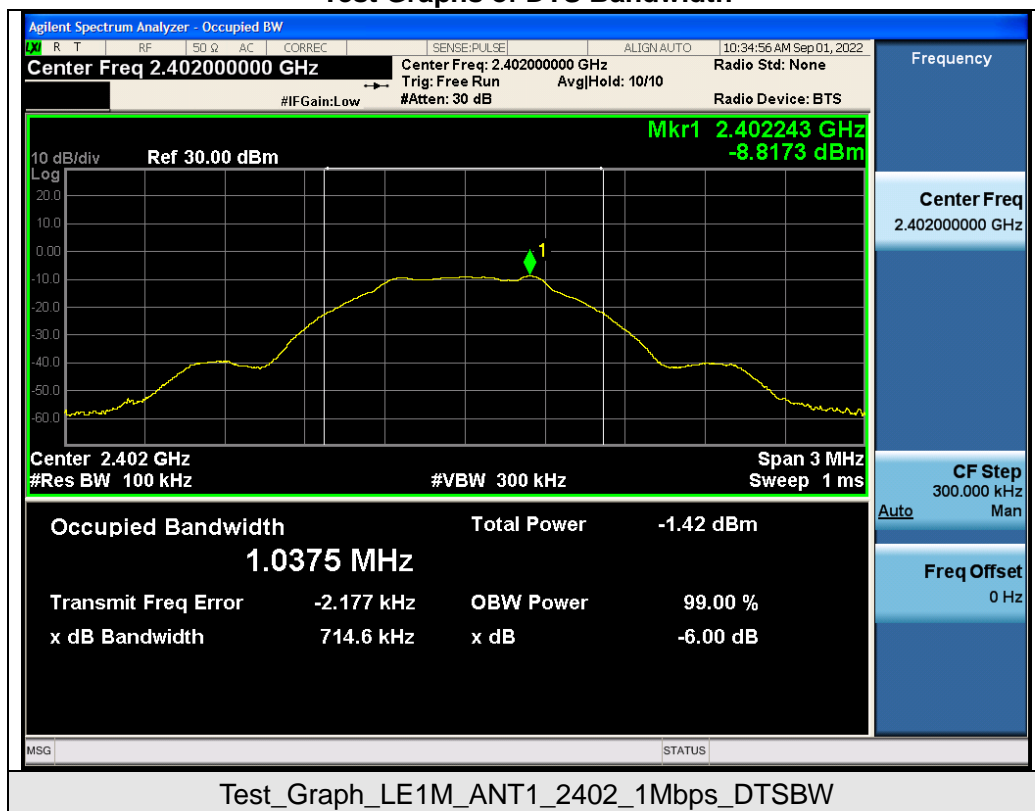 Test Graphs of DTS Bandwidth
Agilent Spectrum Analyzer - Occupied BW
LXI R T RF 50 Ω AC CORREC SENSE:PULSE ALIGN AUTO 10:34:56 AM Sep 01, 2022
Center Freq 2.402000000 GHz Center Freq: 2.402000000 GHz Radio Std: None
Trig: Free Run Avg|Hold: 10/10
#IFGain:Low #Atten: 30 dB Radio Device: BTS
Frequency
Mkr1 2.402243 GHz
10 dB/div Ref 30.00 dBm -8.8173 dBm
Log
20.0
10.0
0.00
-10.0
-20.0
-30.0
-40.0
-50.0
-60.0
1
Center 2.402 GHz Span 3 MHz
#Res BW 100 kHz #VBW 300 kHz Sweep 1 ms
Center Freq
2.402000000 GHz
CF Step
300.000 kHz
Auto Man
Freq Offset
0 Hz
Occupied Bandwidth Total Power -1.42 dBm
1.0375 MHz
Transmit Freq Error -2.177 kHz OBW Power 99.00 %
x dB Bandwidth 714.6 kHz x dB -6.00 dB
MSG STATUS
Test_Graph_LE1M_ANT1_2402_1Mbps_DTSBW